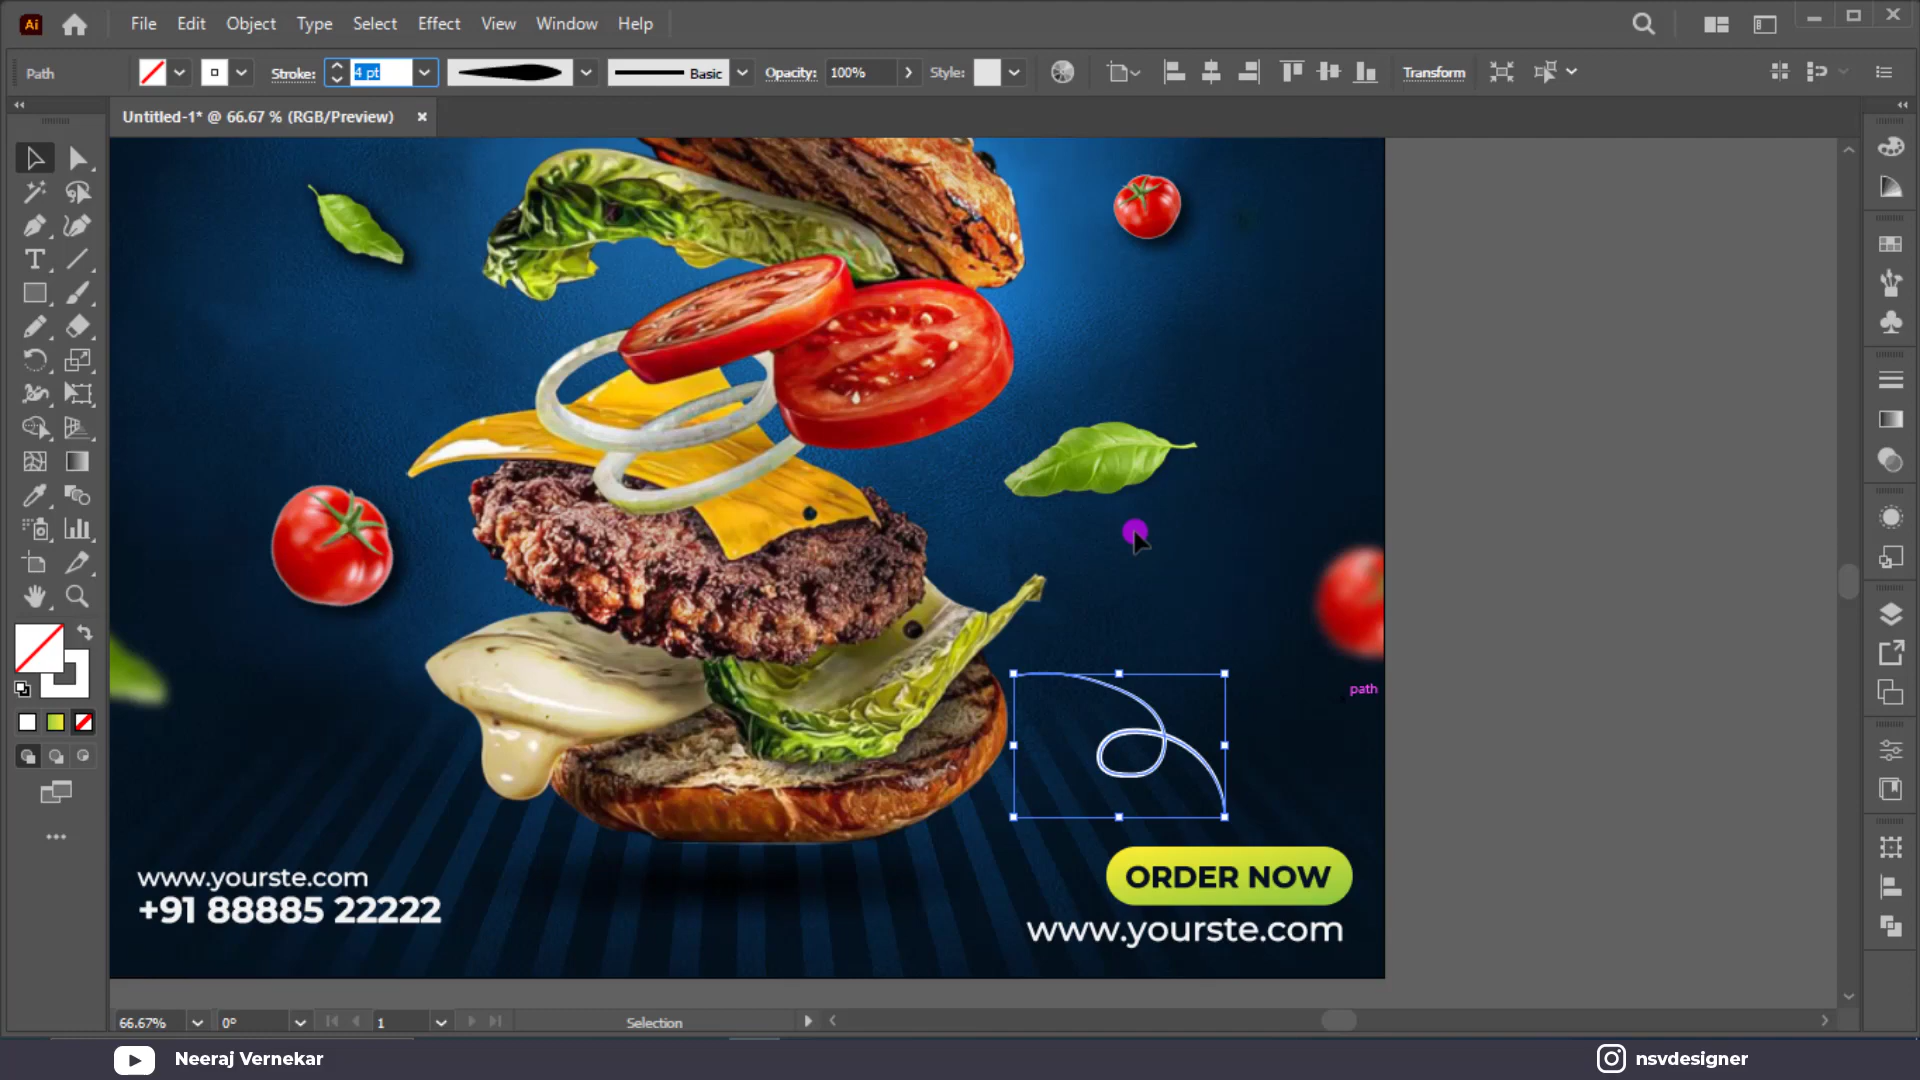 Ai File Edit Object Type Select Effect View Window Help
Path Stroke: 4 pt Basic Opacity: 100% Style: Transform
Untitled-1* @ 66.67 % (RGB/Preview) ×
path
www.yourste.com
+91 88885 22222
ORDER NOW
www.yourste.com
66.67% 0° 1 Selection
Neeraj Vernekar nsvdesigner